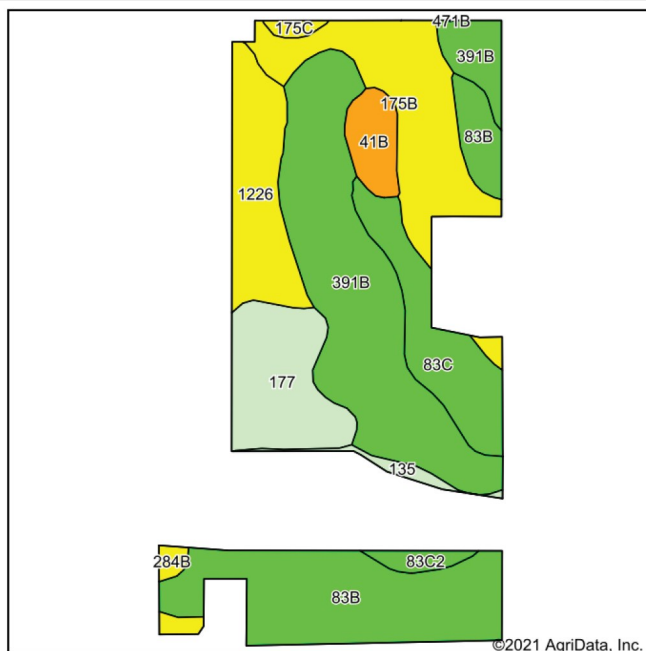 175C
471B
391B
175B
41B
83B
1226
391B
83C
177
135
284B
83C2
83B
©2021 AgriData, Inc.